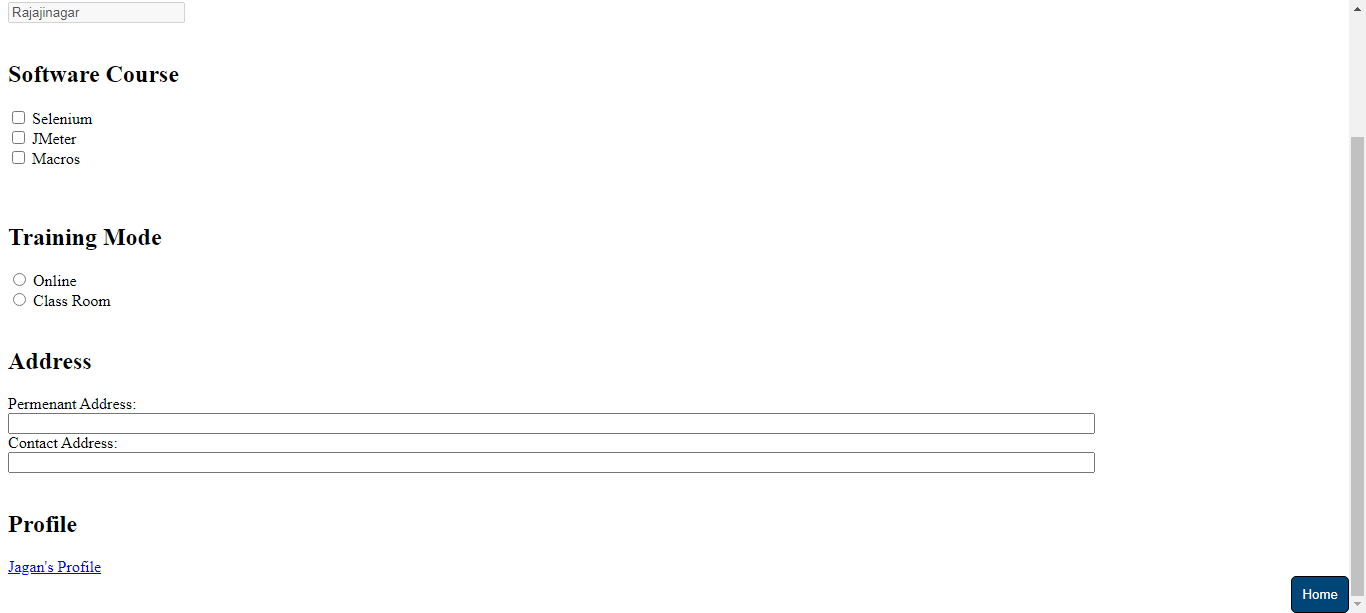 Rajajinagar
Software Course
Selenium
JMeter
Macros
Training Mode
Online
Class Room
Address
Permenant Address:
Contact Address:
Profile
Jagan's Profile
Home